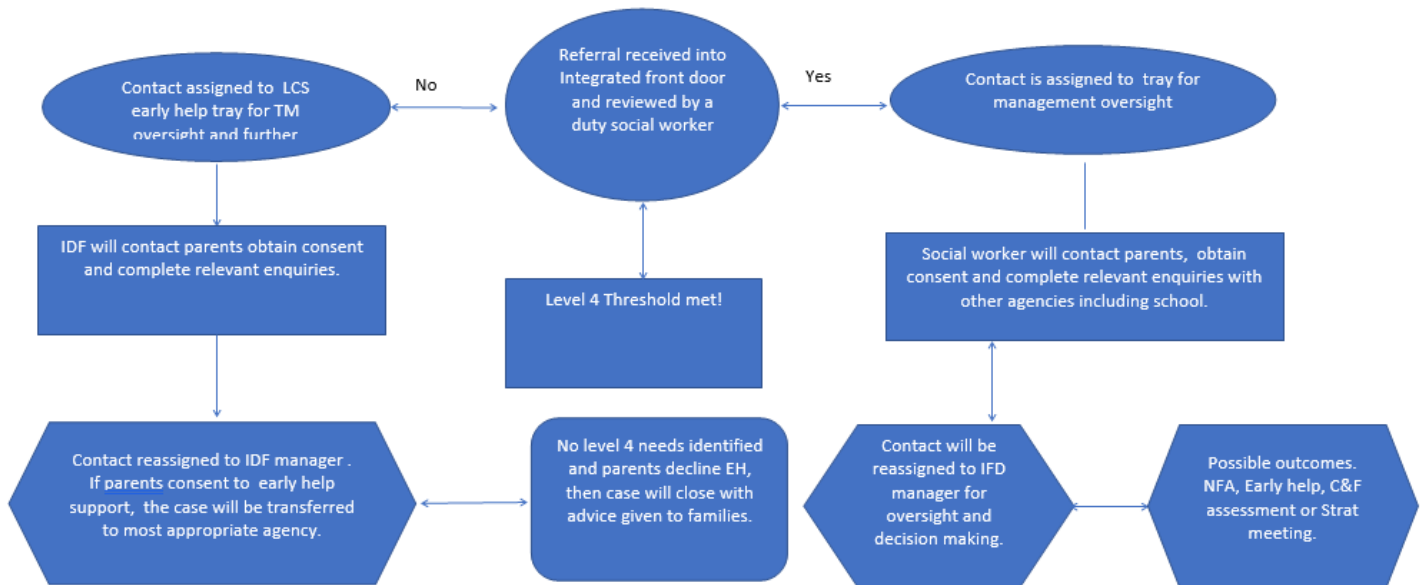 Contact assigned to LCS
early help tray for TM
oversight and further
No
Referral received into
Integrated front door
and reviewed by a
duty social worker
Yes
Contact is assigned to tray for
management oversight
IDF will contact parents obtain consent
and complete relevant enquiries.
Level 4 Threshold met!
Social worker will contact parents, obtain
consent and complete relevant enquiries with
other agencies including school.
Contact reassigned to IDF manager .
If parents consent to early help
support, the case will be transferred
to most appropriate agency.
No level 4 needs identified
and parents decline EH,
then case will close with
advice given to families.
Contact will be
reassigned to IFD
manager for
oversight and
decision making.
Possible outcomes.
NFA, Early help, C&F
assessment or Strat
meeting.